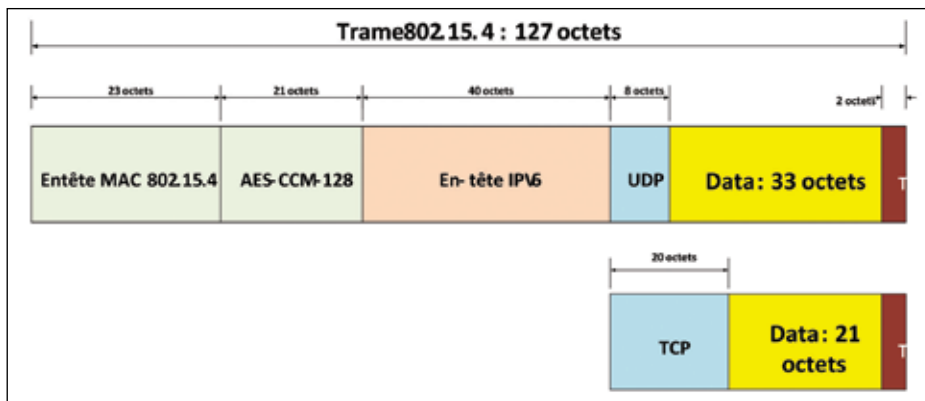 Trame802.15.4 : 127 octets
23 octets
21 octets
40 octets
8 octets
2 octets
Entête MAC 802.15.4
AES-CCM-128
En-tête IPV6
UDP
Data: 33 octets
T
20 octets
TCP
Data: 21
octets
T